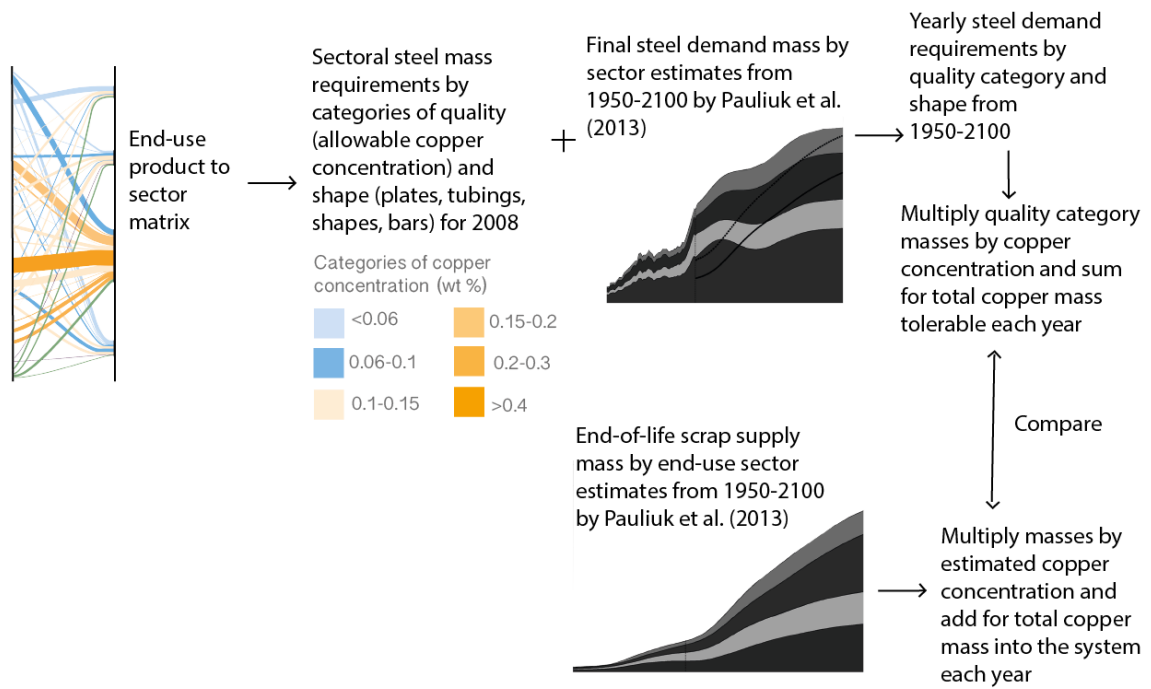 End-use
product to
sector
matrix
Sectoral steel mass
requirements by
categories of quality
(allowable copper
concentration) and
shape (plates, tubings,
shapes, bars) for 2008
Categories of copper
concentration (wt %)
<0.06
0.15-0.2
0.06-0.1
0.2-0.3
0.1-0.15
>0.4
+
Final steel demand mass by
sector estimates from
1950-2100 by Pauliuk et al.
(2013)
Yearly steel demand
requirements by
quality category and
shape from
1950-2100
Multiply quality category
masses by copper
concentration and sum
for total copper mass
tolerable each year
Compare
End-of-life scrap supply
mass by end-use sector
estimates from 1950-2100
by Pauliuk et al. (2013)
Multiply masses by
estimated copper
concentration and
add for total copper
mass into the system
each year